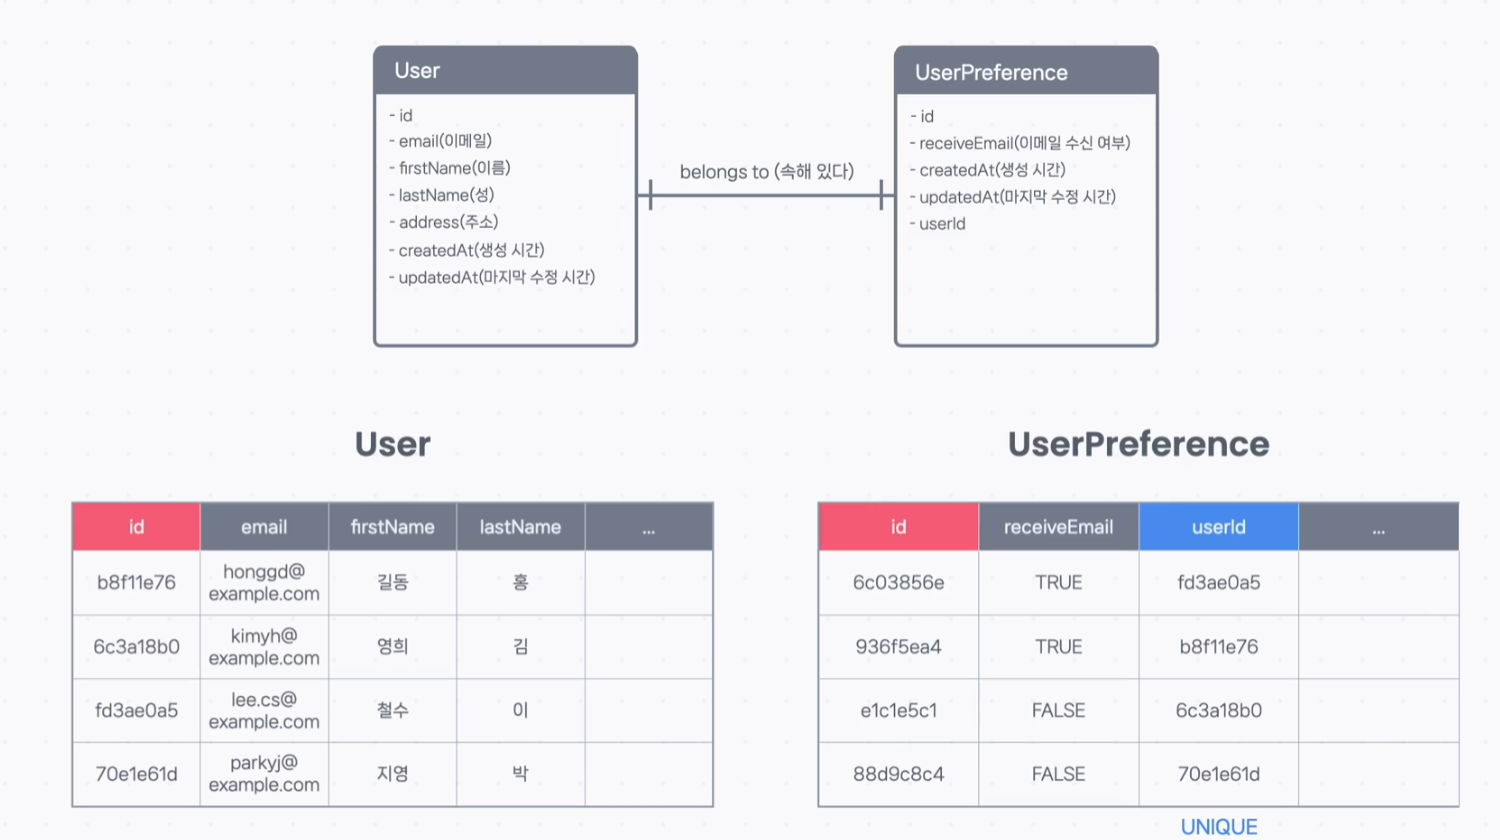 User
- id
- email(이메일)
- firstName(이름)
- lastName(성)
- address(주소)
- createdAt(생성 시간)
- updatedAt(마지막 수정 시간)
belongs to (속해 있다)
UserPreference
- id
- receiveEmail(이메일 수신 여부)
- createdAt(생성 시간)
- updatedAt(마지막 수정 시간)
- userId
User
id email firstName lastName ...
b8f11e76 honggd@
example.com 길동 홍
6c3a18b0 kimyh@
example.com 영희 김
fd3ae0a5 lee.cs@
example.com 철수 이
70e1e61d parkyj@
example.com 지영 박
UserPreference
id receiveEmail userId ...
6c03856e TRUE fd3ae0a5
936f5ea4 TRUE b8f11e76
e1c1e5c1 FALSE 6c3a18b0
88d9c8c4 FALSE 70e1e61d
UNIQUE